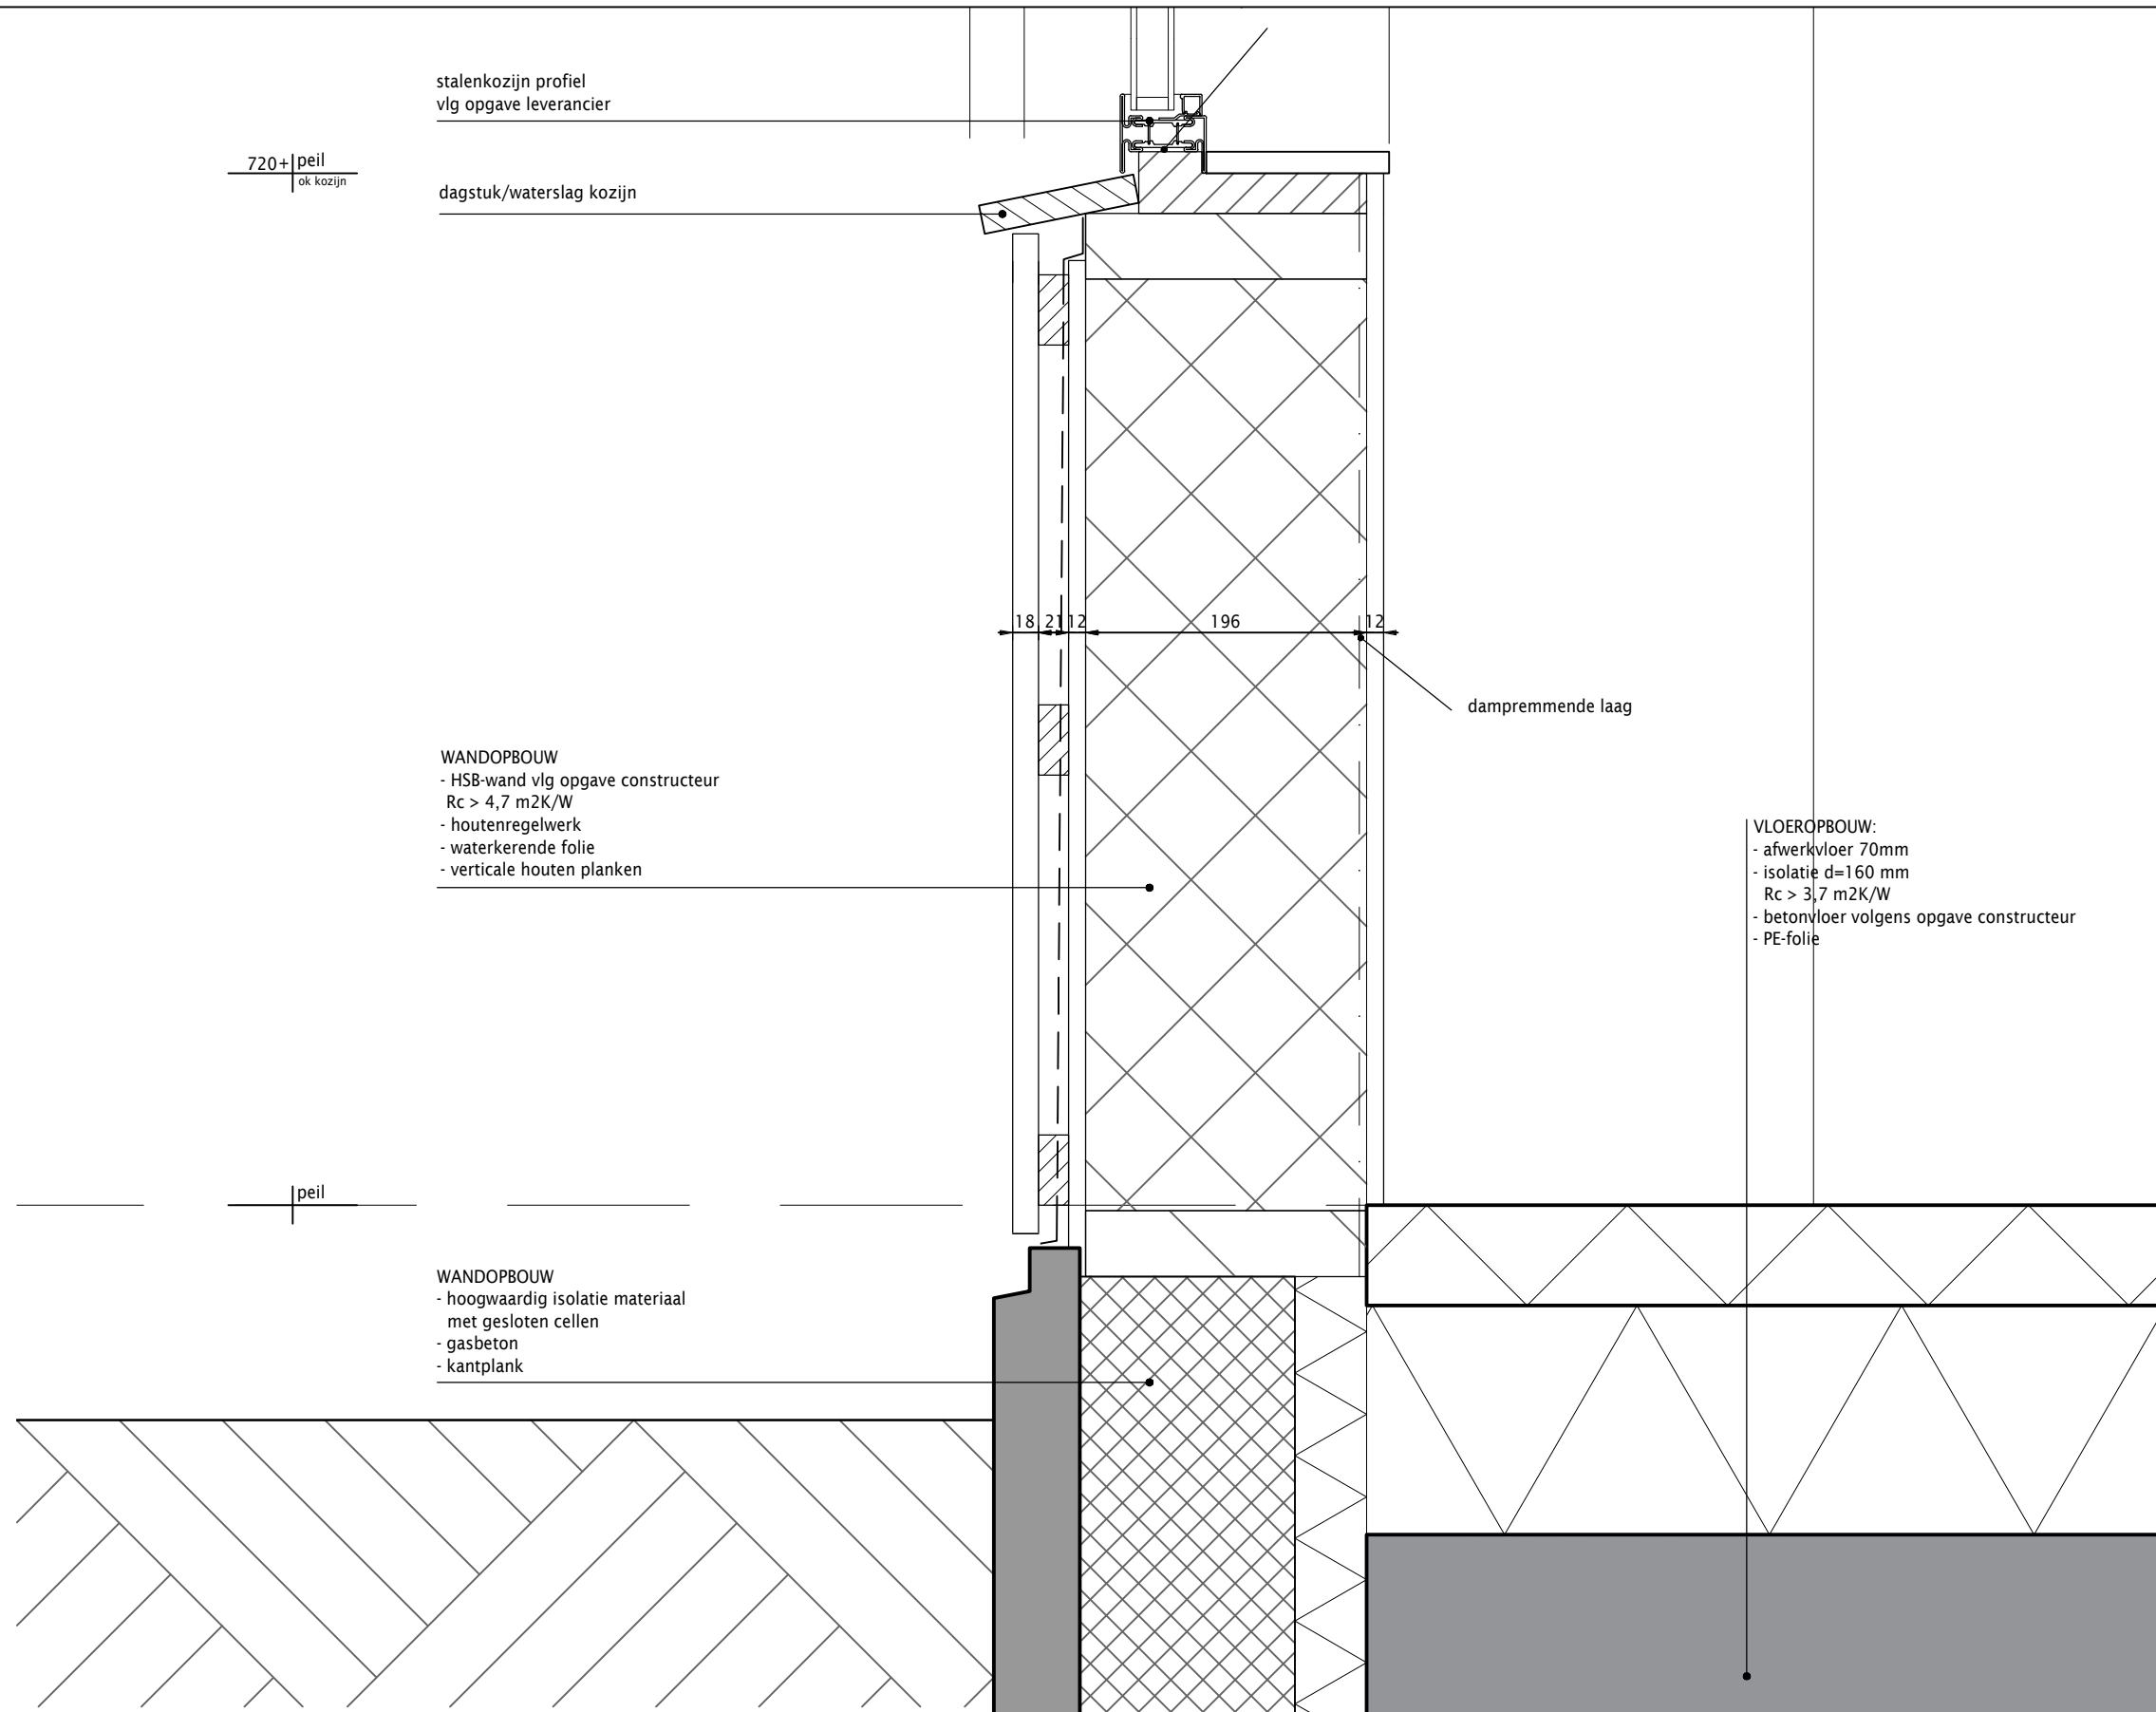 stalenkozijn profiel
vlg opgave leverancier
720+ peil
ok kozijn
dagstuk/waterslag kozijn
18 21 12 196 12
dampremmende laag
WANDOPBOUW
- HSB-wand vlg opgave constructeur
Rc > 4,7 m2K/W
- houtenregelwerk
- waterkerende folie
- verticale houten planken
VLOEROPBOUW:
- afwerkvloer 70mm
- isolatie d=160 mm
Rc > 3,7 m2K/W
- betonvloer volgens opgave constructeur
- PE-folie
peil
WANDOPBOUW
- hoogwaardig isolatie materiaal
met gesloten cellen
- gasbeton
- kantplank